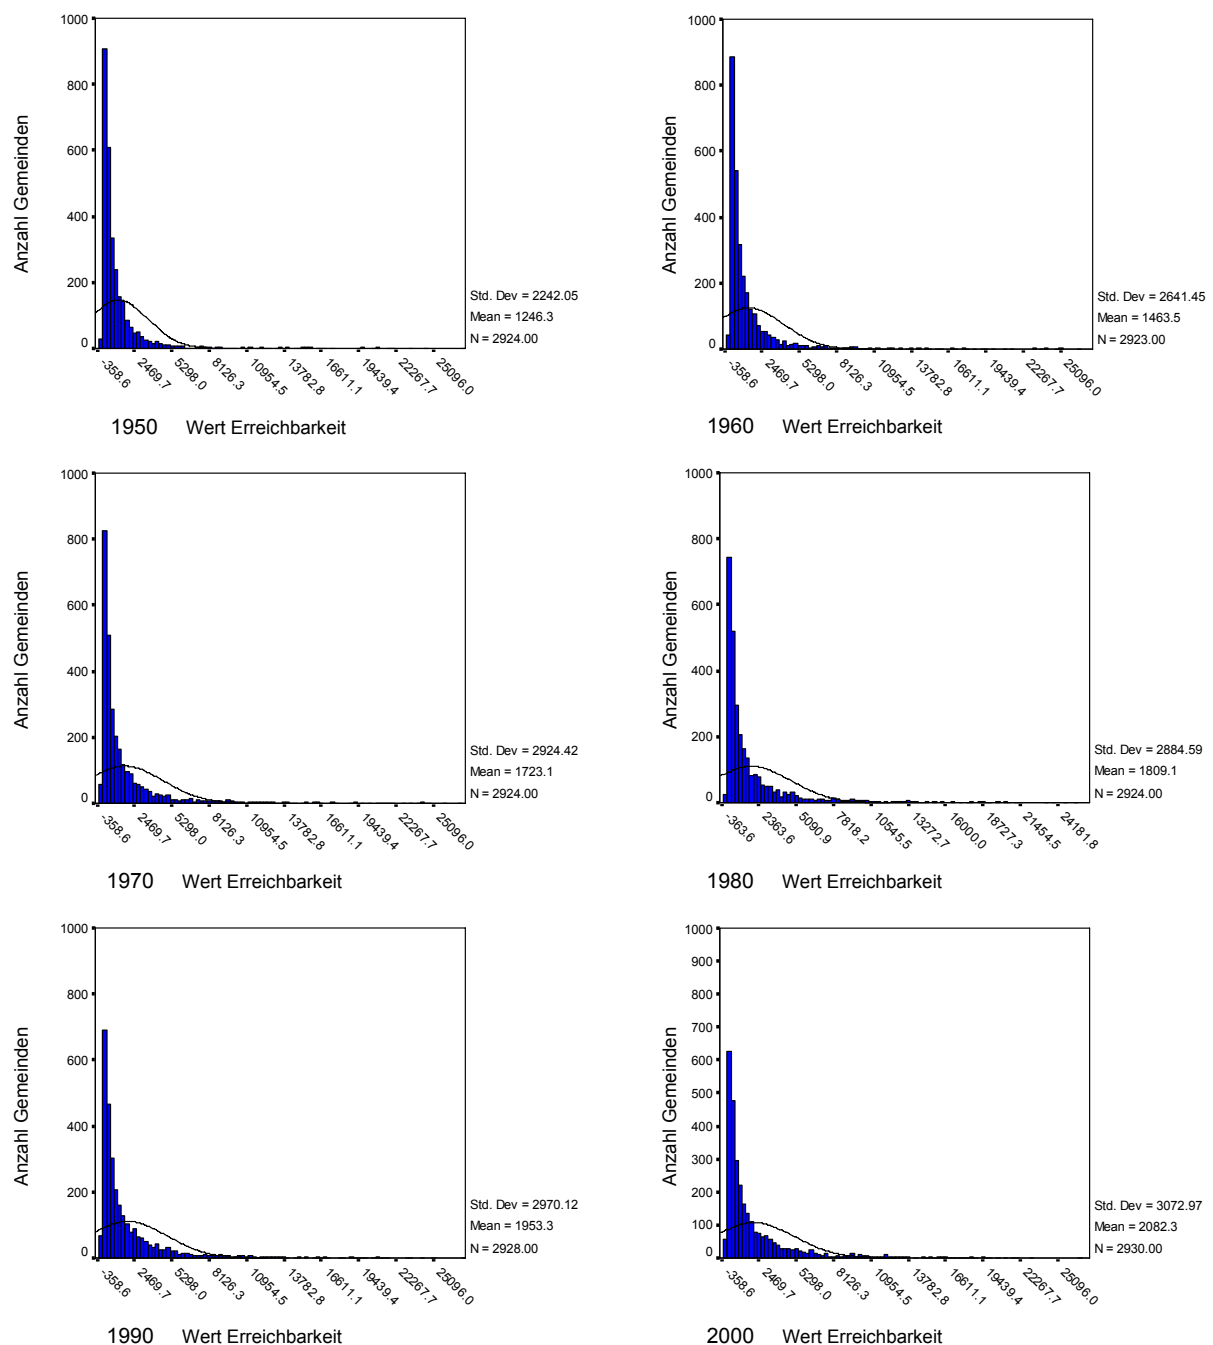 1000
800
600
400
200
0
Anzahl Gemeinden
Std. Dev = 2242.05
Mean = 1246.3
N = 2924.00
-358.6 2469.7 5298.0 8126.3 10954.5 13782.8 16611.1 19439.4 22267.7 25096.0
1950 Wert Erreichbarkeit
1000
800
600
400
200
0
Anzahl Gemeinden
Std. Dev = 2641.45
Mean = 1463.5
N = 2923.00
-358.6 2469.7 5298.0 8126.3 10954.5 13782.8 16611.1 19439.4 22267.7 25096.0
1960 Wert Erreichbarkeit
1000
800
600
400
200
0
Anzahl Gemeinden
Std. Dev = 2924.42
Mean = 1723.1
N = 2924.00
-358.6 2469.7 5298.0 8126.3 10954.5 13782.8 16611.1 19439.4 22267.7 25096.0
1970 Wert Erreichbarkeit
1000
800
600
400
200
0
Anzahl Gemeinden
Std. Dev = 2884.59
Mean = 1809.1
N = 2924.00
-363.6 2363.6 5090.9 7818.2 10545.5 13272.7 16000.0 18727.3 21454.5 24181.8
1980 Wert Erreichbarkeit
1000
800
600
400
200
0
Anzahl Gemeinden
Std. Dev = 2970.12
Mean = 1953.3
N = 2928.00
-358.6 2469.7 5298.0 8126.3 10954.5 13782.8 16611.1 19439.4 22267.7 25096.0
1990 Wert Erreichbarkeit
1000
900
800
700
600
500
400
300
200
100
0
Anzahl Gemeinden
Std. Dev = 3072.97
Mean = 2082.3
N = 2930.00
-358.6 2469.7 5298.0 8126.3 10954.5 13782.8 16611.1 19439.4 22267.7 25096.0
2000 Wert Erreichbarkeit